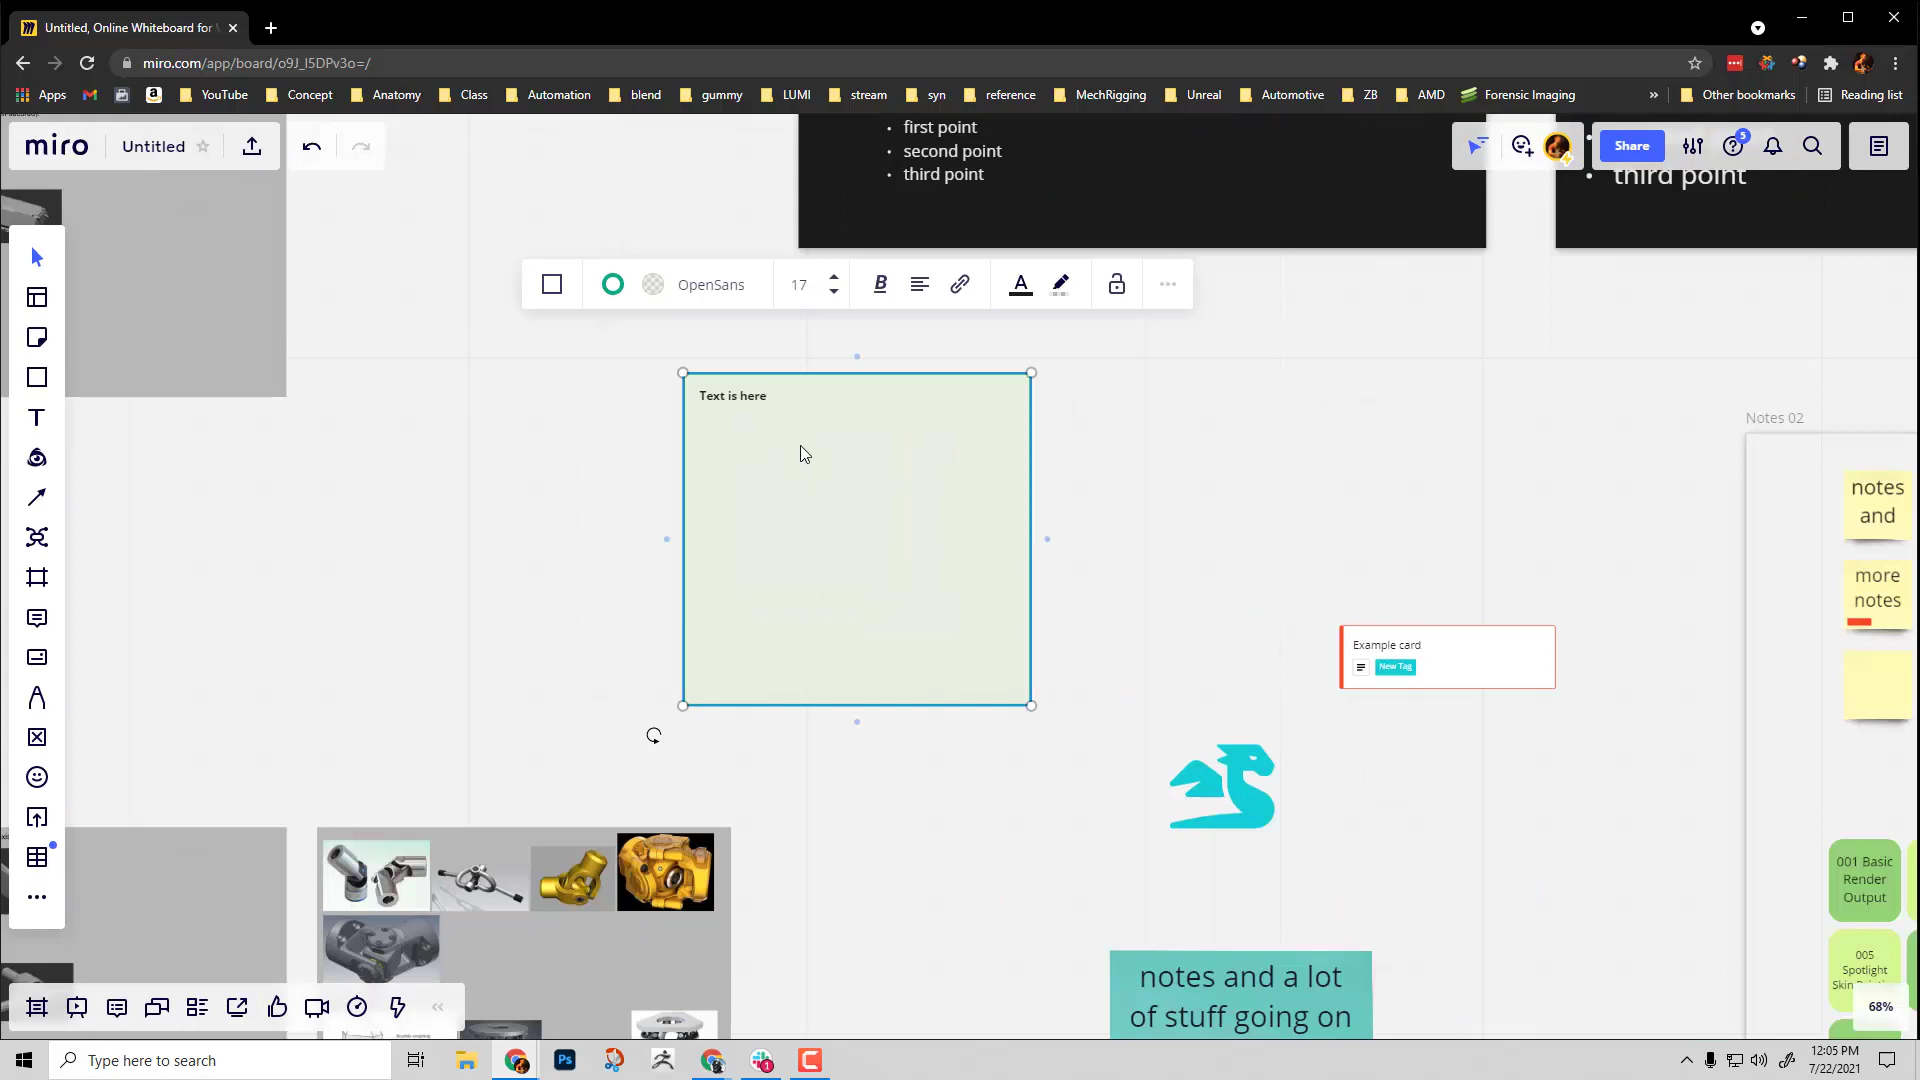 Untitled, Online Whiteboard for
miro.com/app/board/o9J_l5DPv3o=/
Apps
YouTube
Concept
Anatomy
Class
Automation
blend
gummy
LUMI
stream
syn
reference
MechRigging
Unreal
Automotive
ZB
AMD
Forensic Imaging
»
Other bookmarks
Reading list
miro
Untitled
• first point
• second point
• third point
Share
5
• third point
OpenSans
17
B
A
Text is here
Notes 02
notes
and
more
notes
Example card
New Tag
001 Basic
Render
Output
005
Spotlight
notes and a lot
of stuff going on
68%
Type here to search
Ps
12:05 PM
7/22/2021